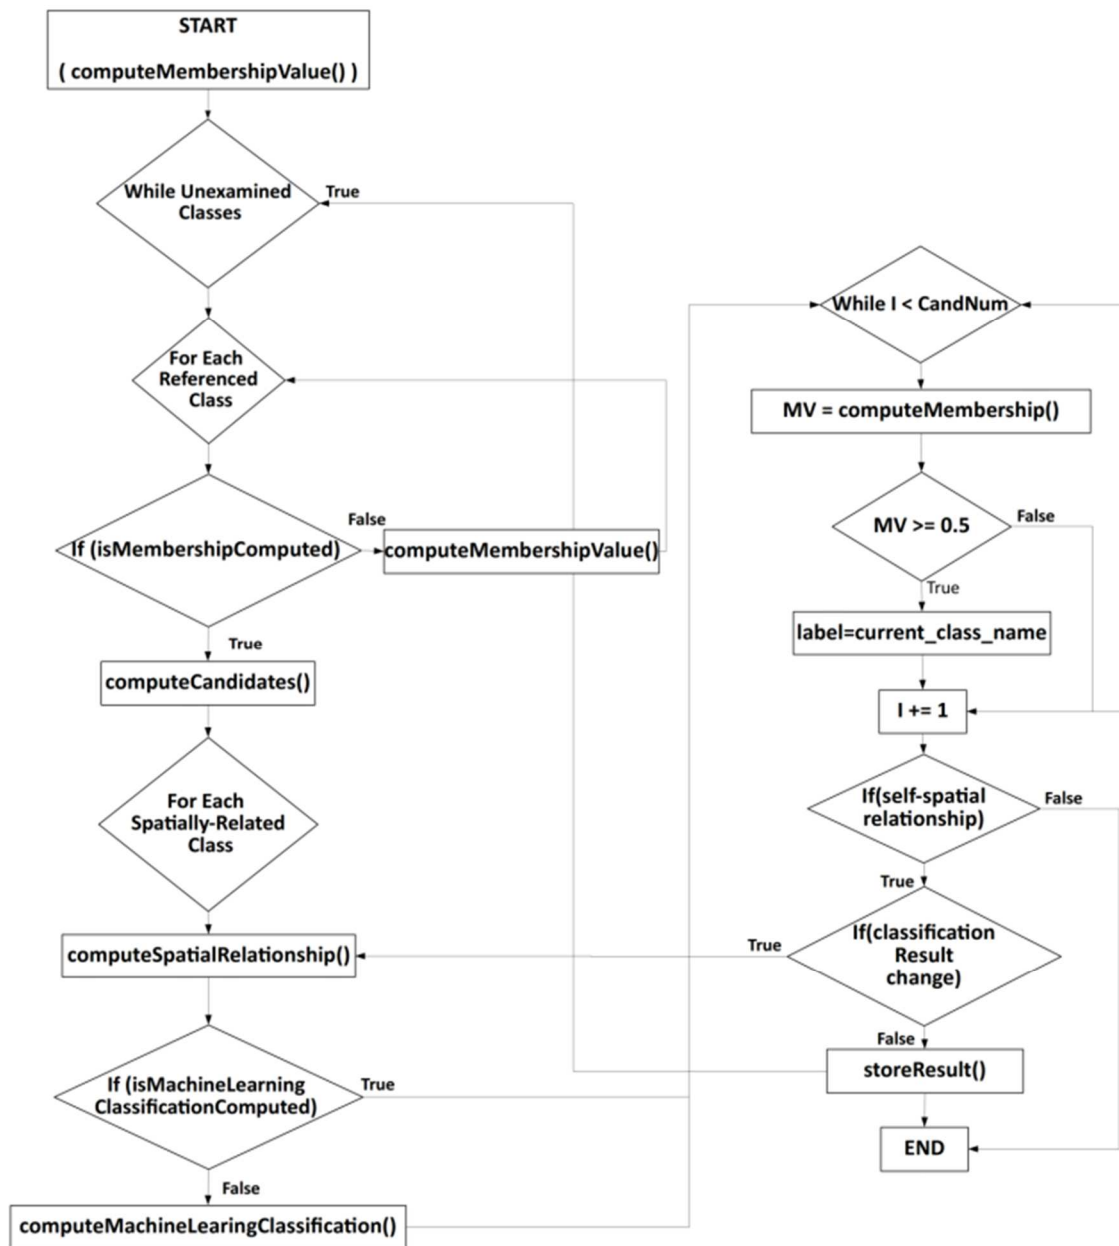 START
( computeMembershipValue() )
While Unexamined
Classes
True
For Each
Referenced
Class
If (isMembershipComputed)
False
computeMembershipValue()
True
computeCandidates()
For Each
Spatially-Related
Class
computeSpatialRelationship()
If (isMachineLearning
ClassificationComputed)
True
False
computeMachineLearingClassification()
While I < CandNum
MV = computeMembership()
MV >= 0.5
False
True
label=current_class_name
I += 1
If(self-spatial
relationship)
False
True
If(classification
Result
change)
True
False
storeResult()
END